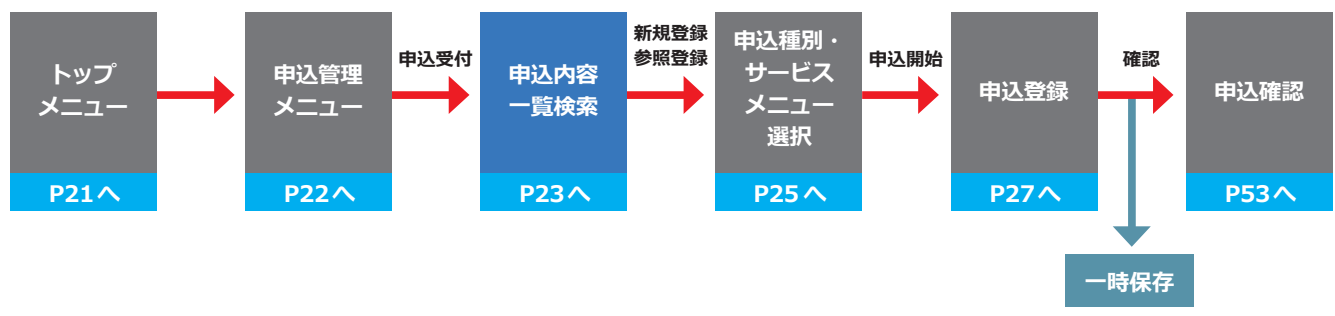 トップ
メニュー
P21へ
申込管理
メニュー
P22へ
申込受付
申込内容
一覧検索
P23へ
新規登録
参照登録
申込種別・
サービス
メニュー
選択
P25へ
申込開始
申込登録
P27へ
確認
申込確認
P53へ
一時保存